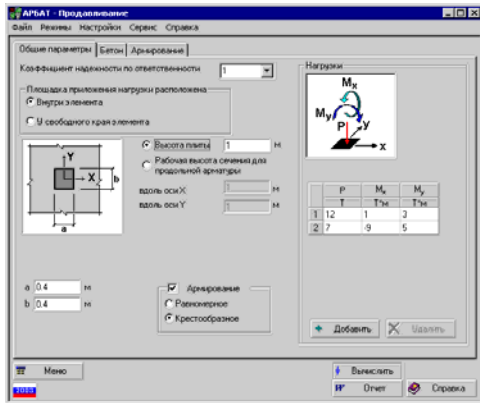 АРБАТ - Продавливание
Файл Режимы Настройки Сервис Справка
Общие параметры Бетон Армирование
Коэффициент надежности по ответственности 1
Площадка приложения нагрузки расположена
Внутри элемента
У свободного края элемента
Y
X b
a
Высота плиты 1 м
Рабочая высота сечения для
продольной арматуры
вдоль оси X 1 м
вдоль оси Y 1 м
a 0.4 м
b 0.4 м
Армирование
Равномерное
Крестообразное
Нагрузки
Mx
My
P y
x
P Mx My
Т Т*м Т*м
1 12 1 3
2 7 -9 5
Добавить Удалить
Меню
Вычислить
Отчет Справка